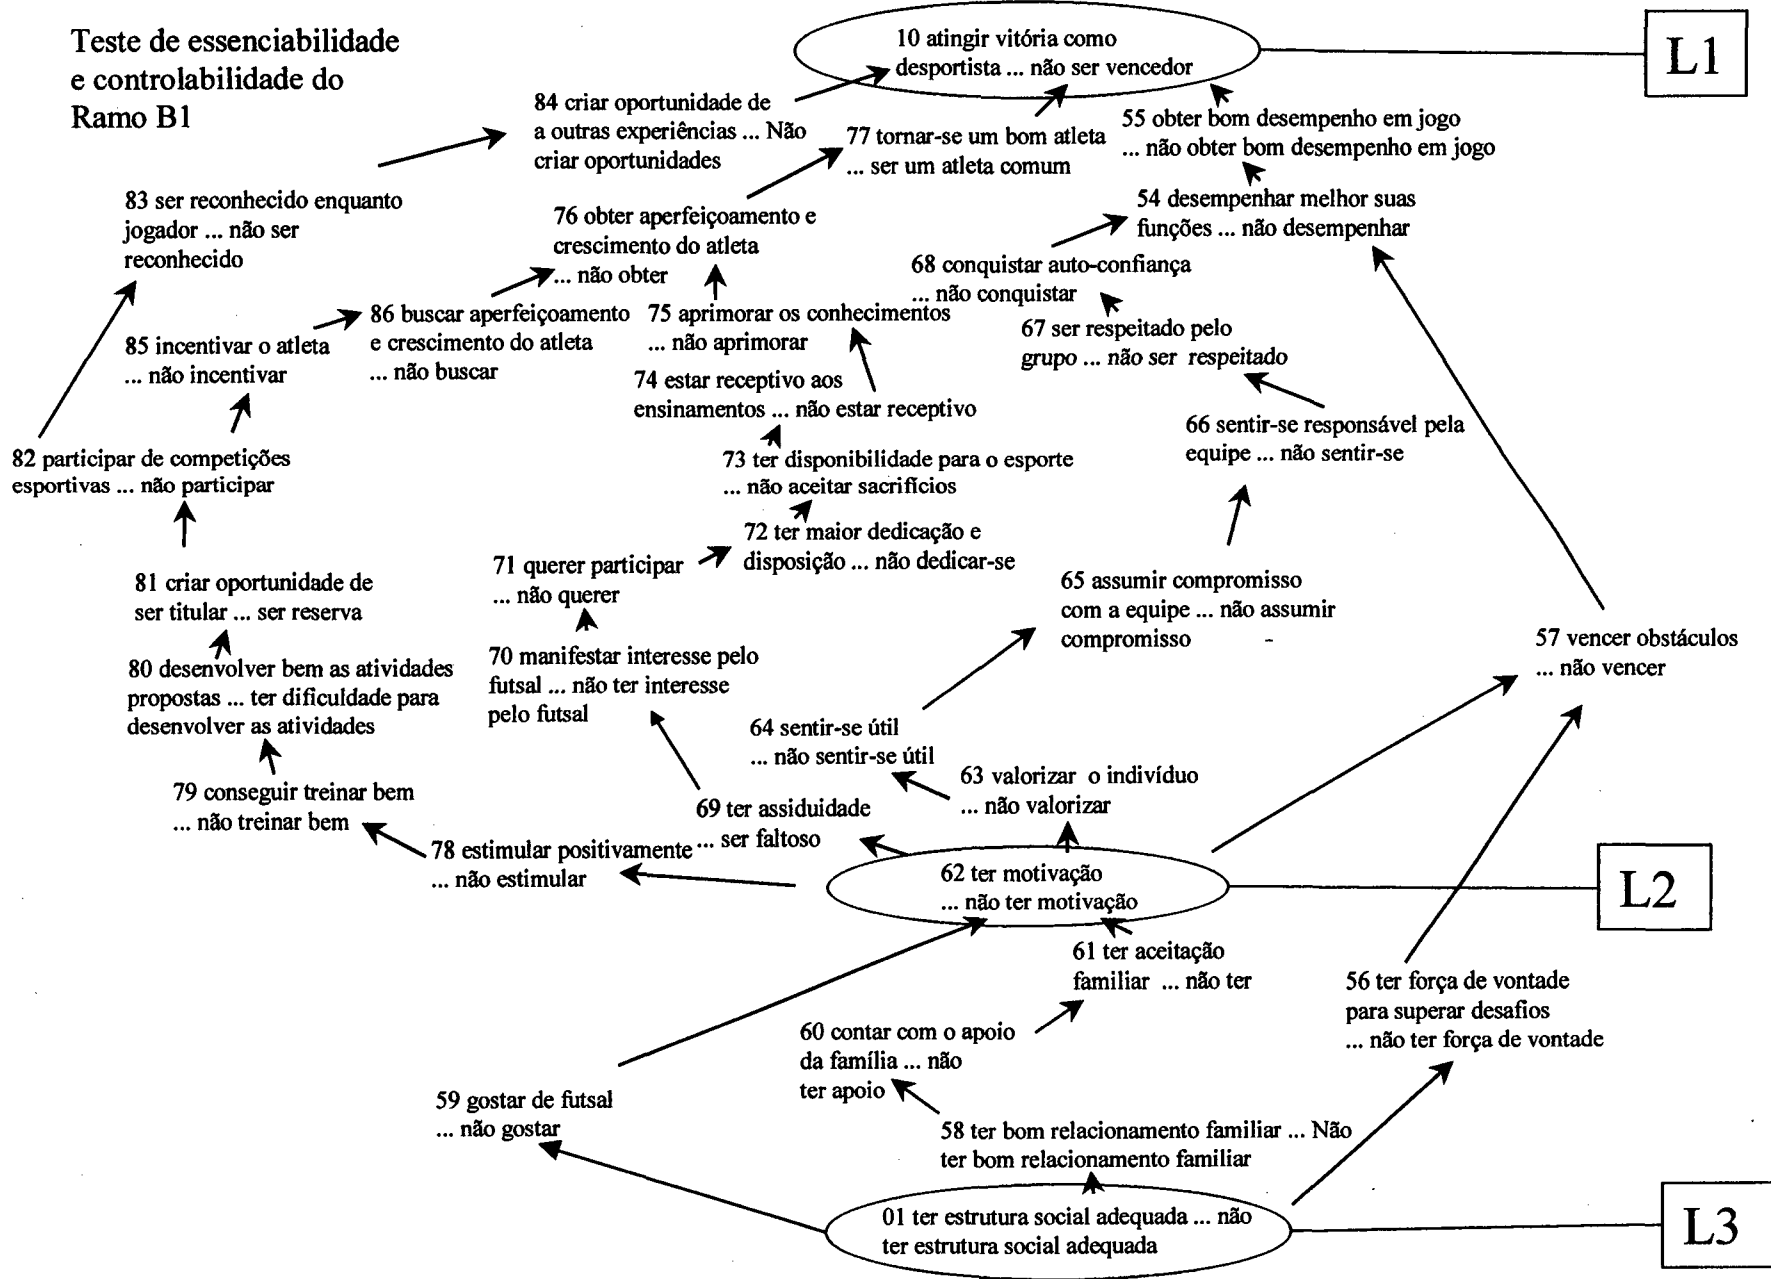 Teste de essenciabilidade
e controlabilidade do
Ramo B1
10 atingir vitória como
desportista ... não ser vencedor
L1
84 criar oportunidade de
a outras experiências ... Não
criar oportunidades
77 tornar-se um bom atleta
... ser um atleta comum
55 obter bom desempenho em jogo
... não obter bom desempenho em jogo
83 ser reconhecido enquanto
jogador ... não ser
reconhecido
76 obter aperfeiçoamento e
crescimento do atleta
... não obter
54 desempenhar melhor suas
funções ... não desempenhar
68 conquistar auto-confiança
... não conquistar
85 incentivar o atleta
... não incentivar
86 buscar aperfeiçoamento
e crescimento do atleta
... não buscar
75 aprimorar os conhecimentos
... não aprimorar
67 ser respeitado pelo
grupo ... não ser respeitado
74 estar receptivo aos
ensinamentos ... não estar receptivo
66 sentir-se responsável pela
equipe ... não sentir-se
82 participar de competições
esportivas ... não participar
73 ter disponibilidade para o esporte
... não aceitar sacrifícios
72 ter maior dedicação e
disposição ... não dedicar-se
71 querer participar
... não querer
81 criar oportunidade de
ser titular ... ser reserva
65 assumir compromisso
com a equipe ... não assumir
compromisso
57 vencer obstáculos
... não vencer
80 desenvolver bem as atividades
propostas ... ter dificuldade para
desenvolver as atividades
70 manifestar interesse pelo
futsal ... não ter interesse
pelo futsal
64 sentir-se útil
... não sentir-se útil
63 valorizar o indivíduo
... não valorizar
79 conseguir treinar bem
... não treinar bem
69 ter assiduidade
... ser faltoso
78 estimular positivamente
... não estimular
62 ter motivação
... não ter motivação
L2
61 ter aceitação
familiar ... não ter
56 ter força de vontade
para superar desafios
... não ter força de vontade
60 contar com o apoio
da família ... não
ter apoio
59 gostar de futsal
... não gostar
58 ter bom relacionamento familiar ... Não
ter bom relacionamento familiar
01 ter estrutura social adequada ... não
ter estrutura social adequada
L3